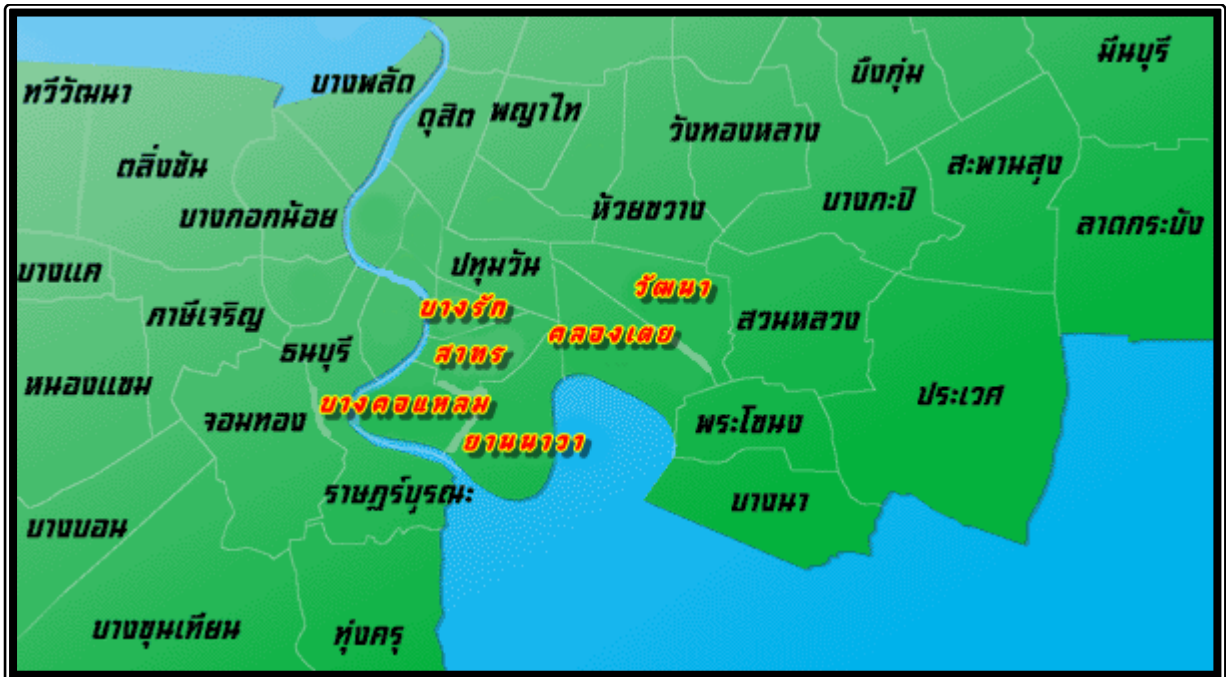 มีนบุรี
บึงกุ่ม
บางพลัด
ทวีวัฒนา
ดุสิต
พญาไท
วังทองหลาง
ตลิ่งชัน
สะพานสูง
บางกอกน้อย
ห้วยขวาง
บางกะปิ
ลาดกระบัง
บางแค
ปทุมวัน
วัฒนา
บางรัก
ภาษีเจริญ
คลองเตย
สวนหลวง
ธนบุรี
สาทร
หนองแขม
บางคอแหลม
ประเวศ
จอมทอง
พระโขนง
ยานนาวา
ราษฎร์บูรณะ
บางนา
บางบอน
บางขุนเทียน
ทุ่งครุ